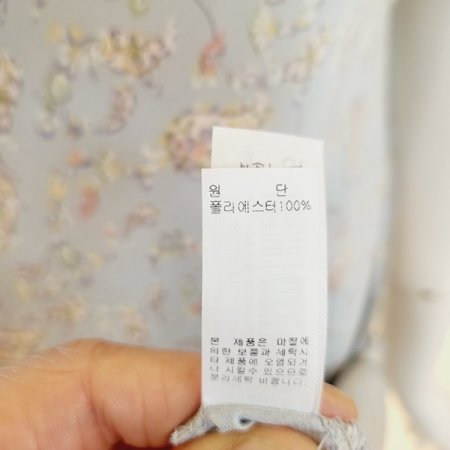 원 단
폴리에스터100%
본 제품은 마찰에
의한 보풀과 세탁시
타 제품에 오염되거
나 시킬수 있으므로
분리세탁 바랍니다.